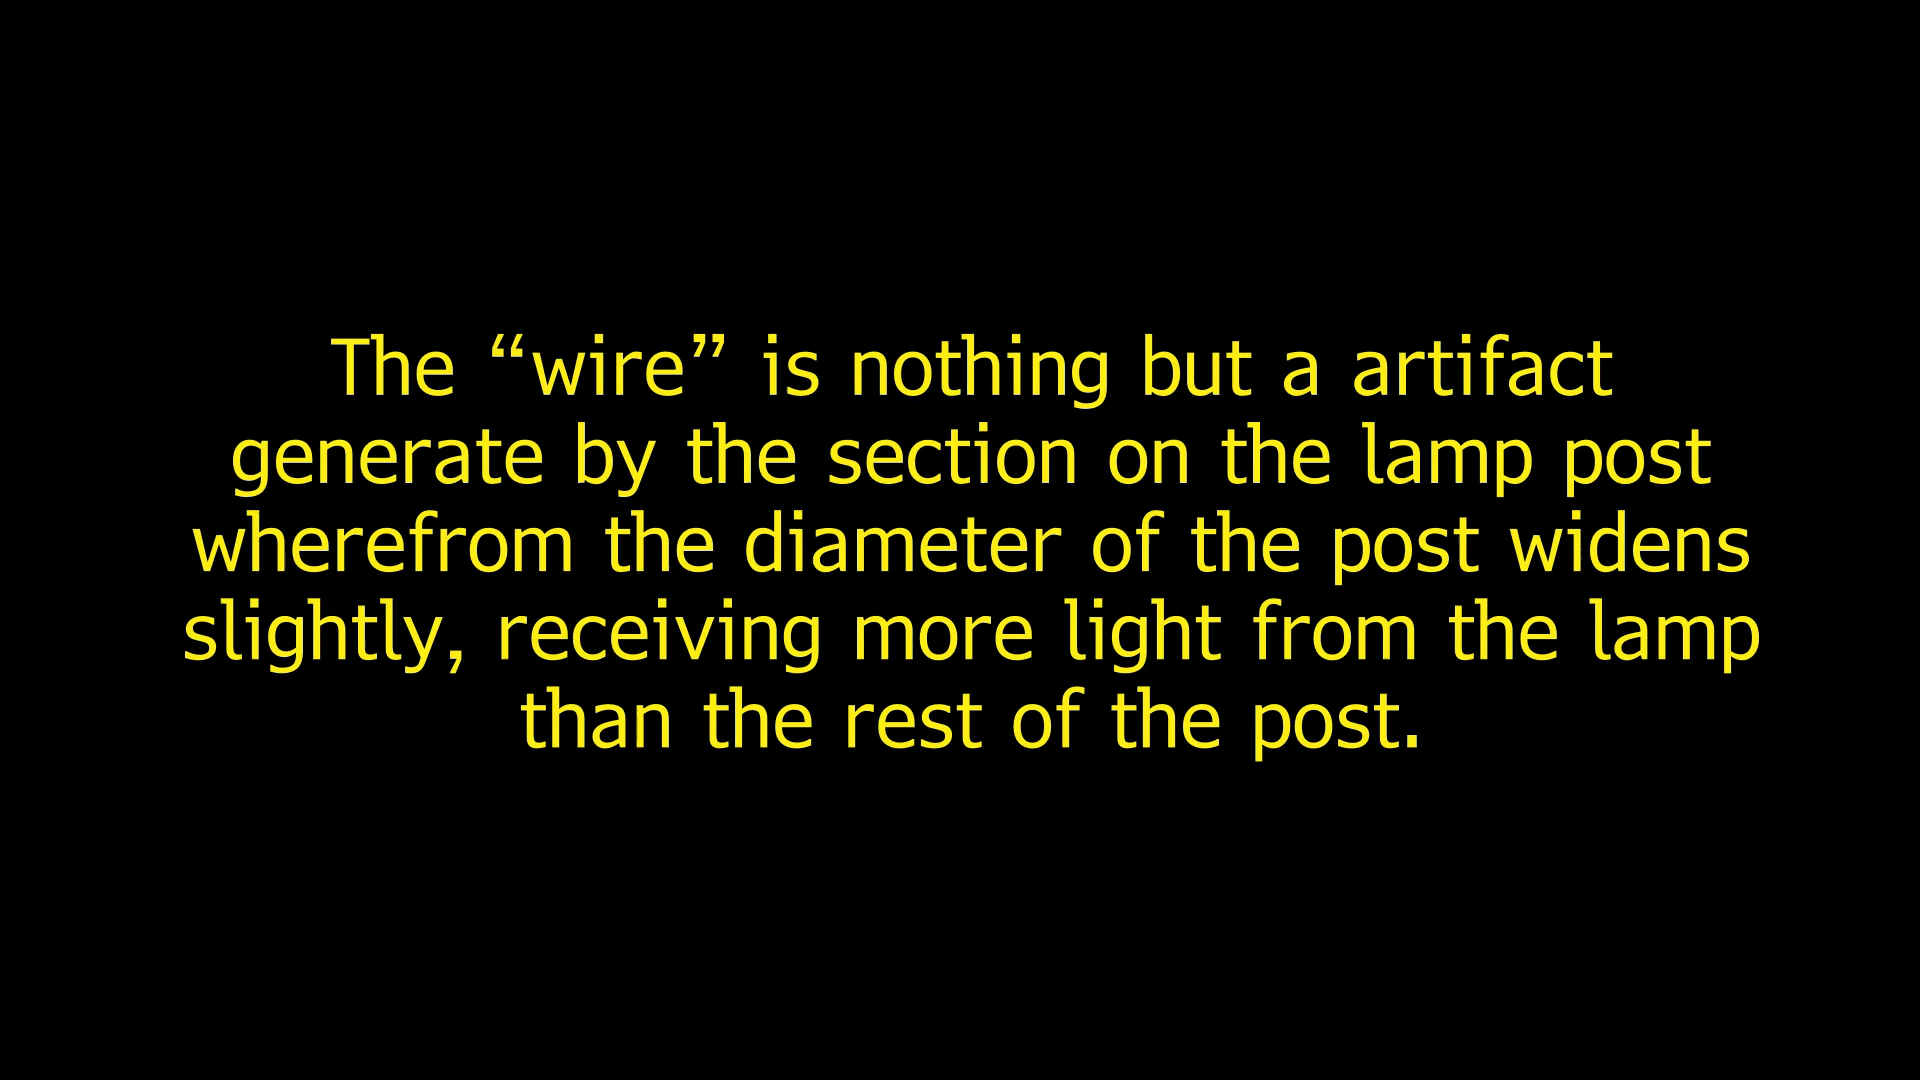 The “wire” is nothing but a artifact
generate by the section on the lamp post
wherefrom the diameter of the post widens
slightly, receiving more light from the lamp
than the rest of the post.